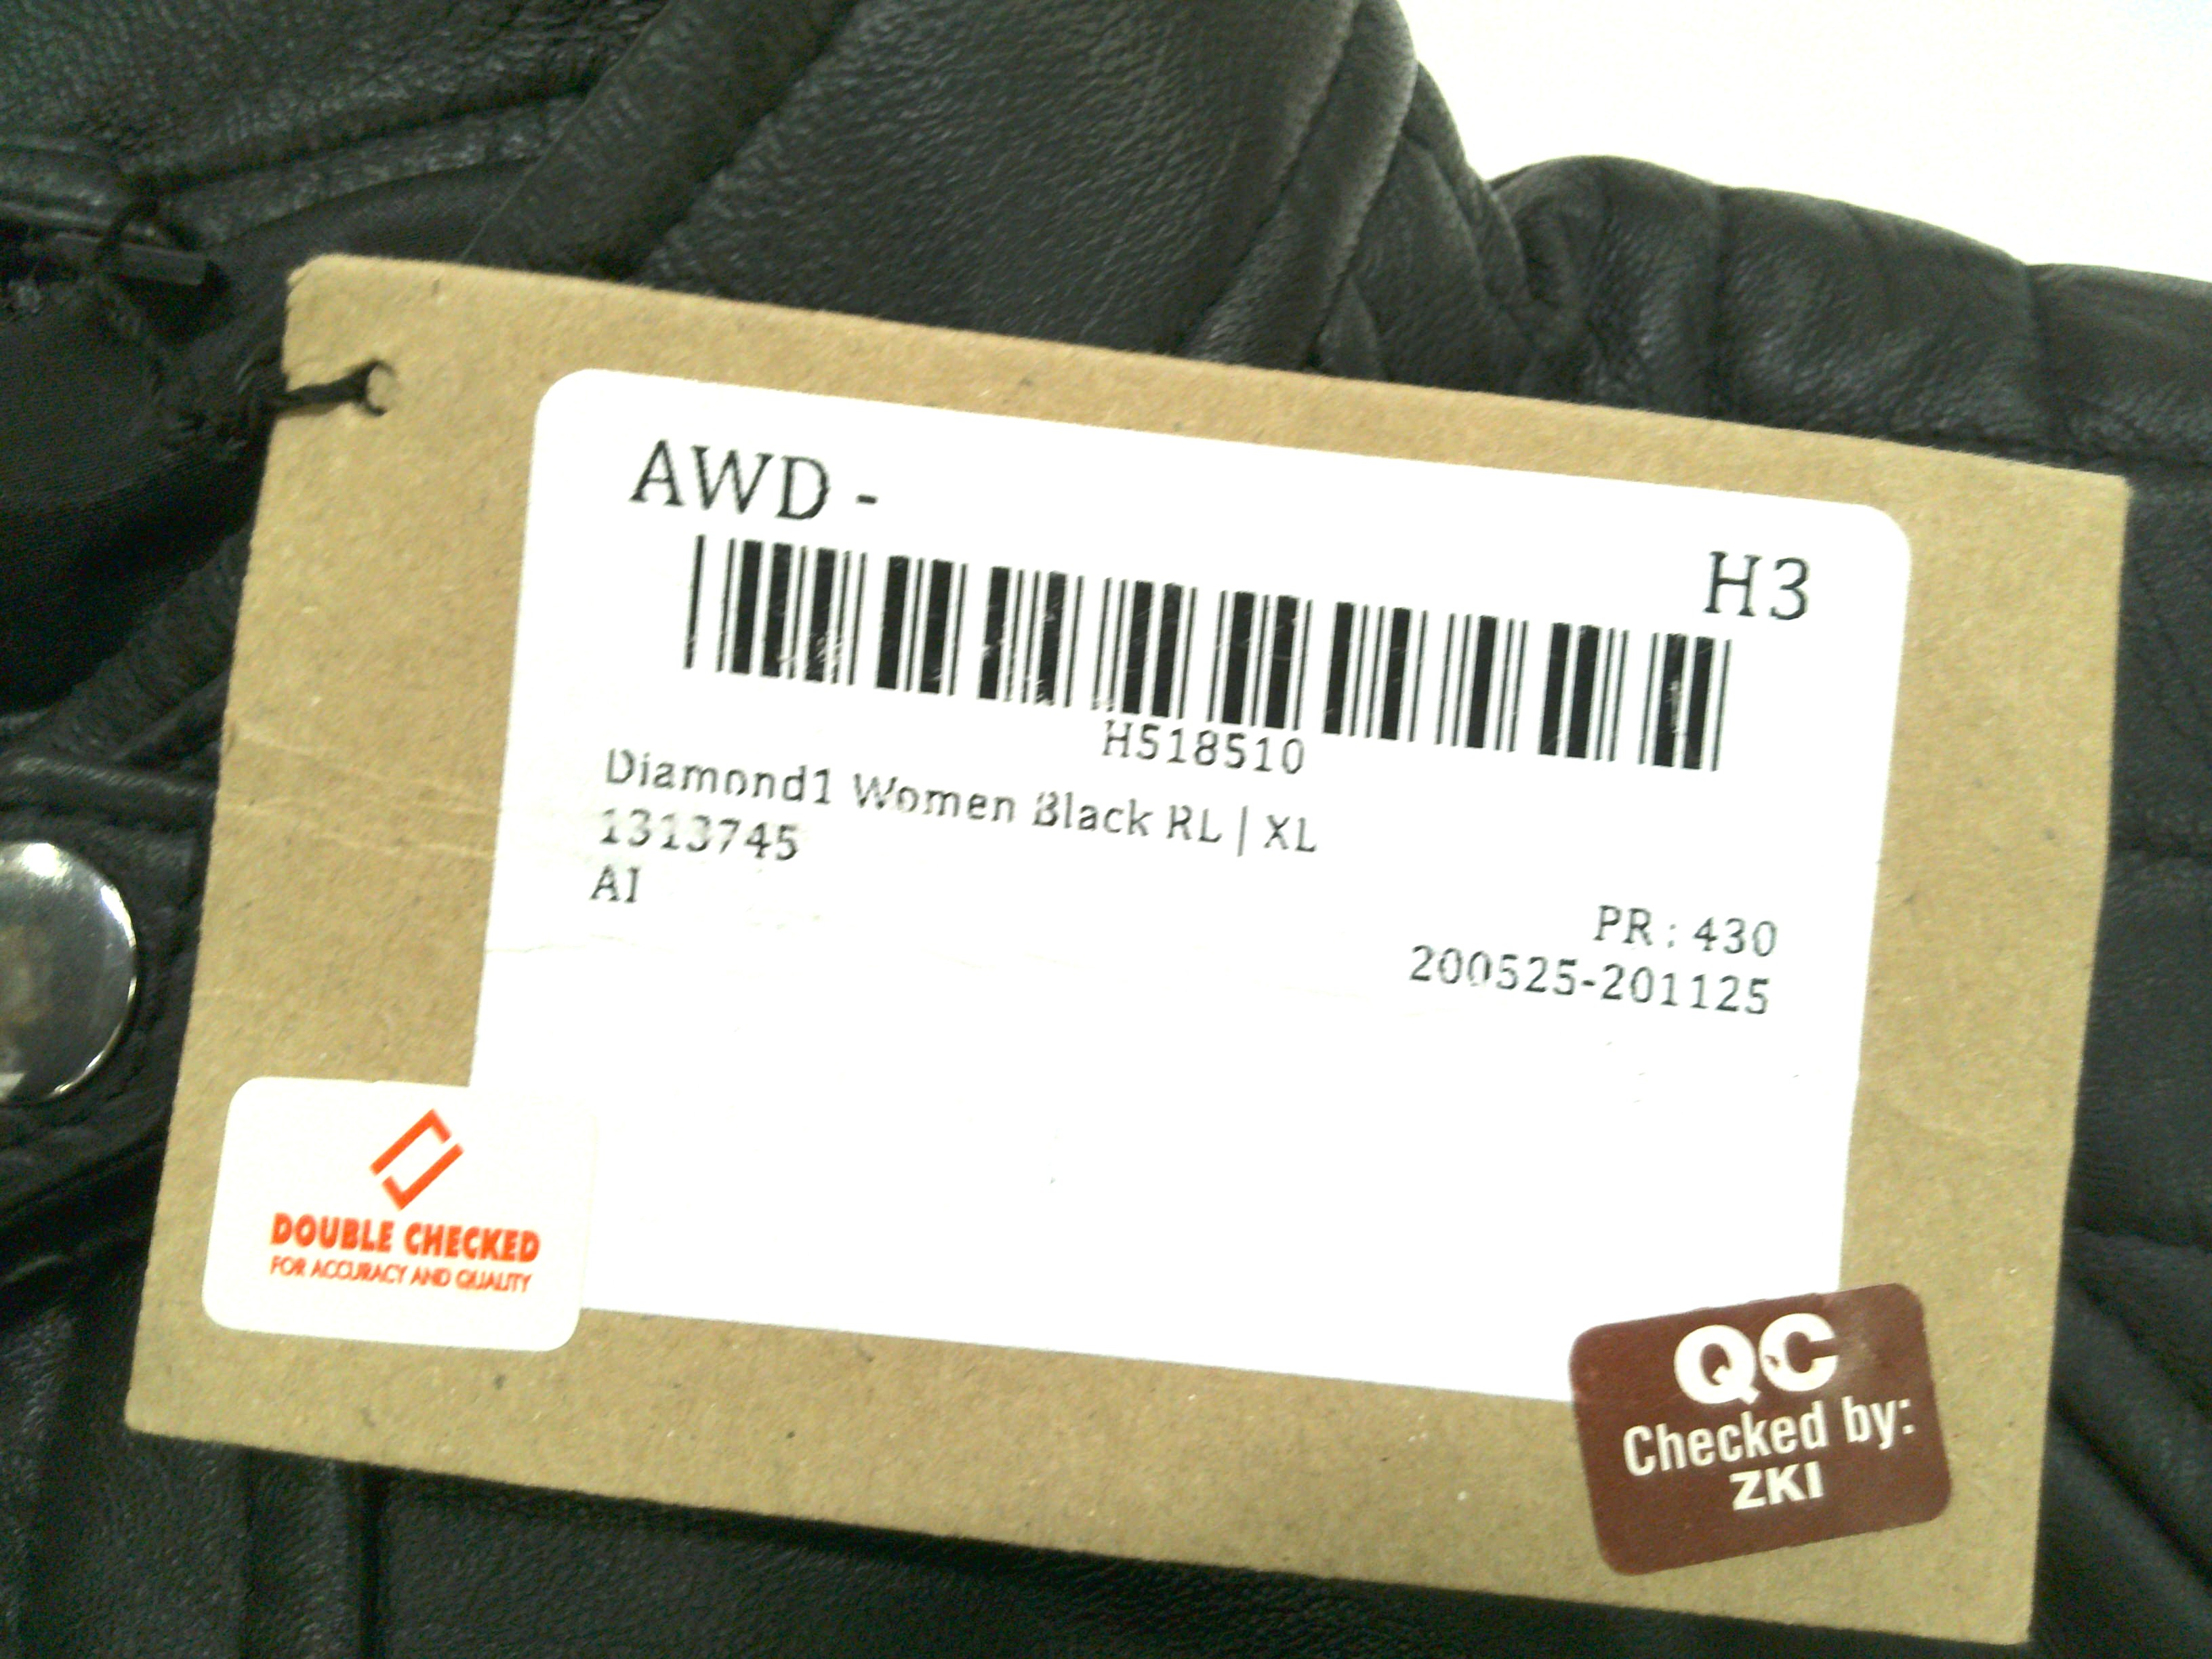 AWD -
H3
H518510
Diamond1 Women Black RL | XL
1313745
AI
PR : 430
200525-201125
DOUBLE CHECKED
FOR ACCURACY AND QUALITY
QC
Checked by:
ZKI